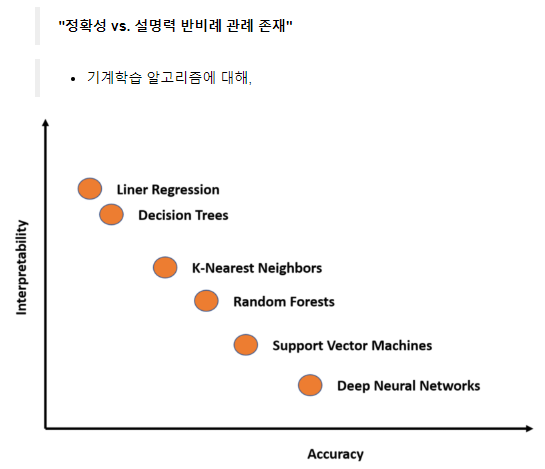 "정확성 vs. 설명력 반비례 관례 존재"
• 기계학습 알고리즘에 대해,
Liner Regression
Decision Trees
K-Nearest Neighbors
Random Forests
Support Vector Machines
Deep Neural Networks
Interpretability
Accuracy